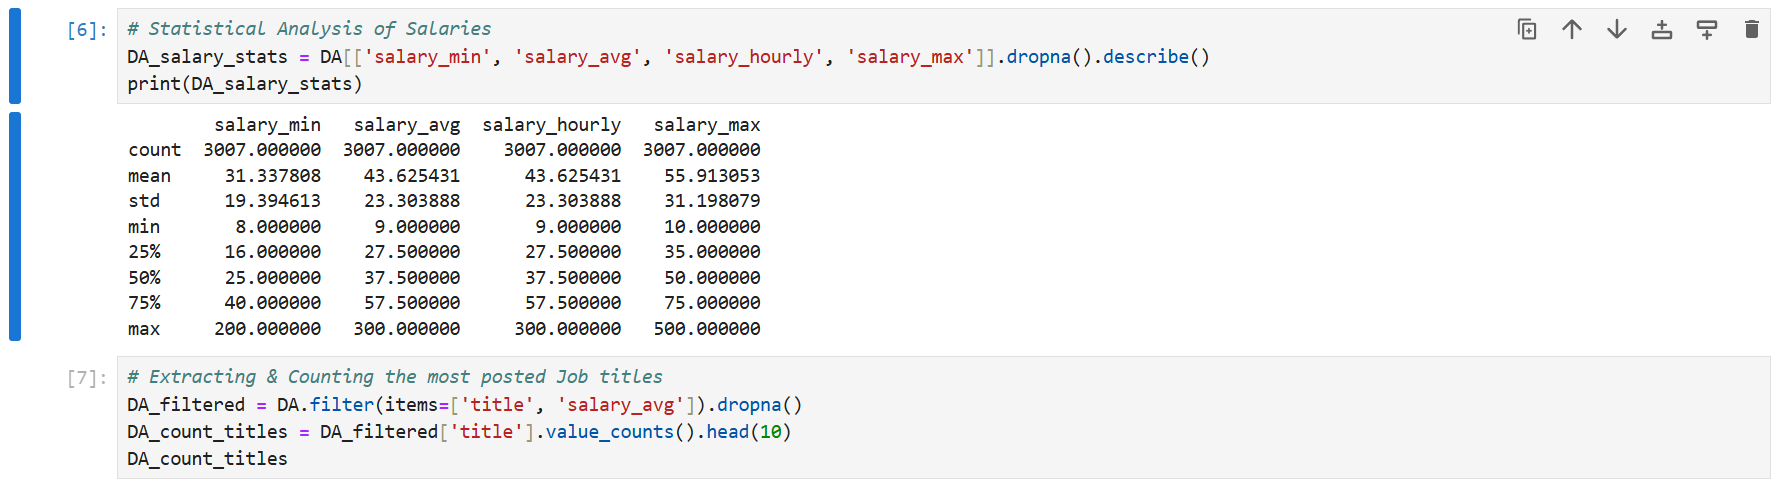 [6]:
# Statistical Analysis of Salaries
DA_salary_stats = DA[['salary_min', 'salary_avg', 'salary_hourly', 'salary_max']].dropna().describe()
print(DA_salary_stats)
salary_min salary_avg salary_hourly salary_max
count 3007.000000 3007.000000 3007.000000 3007.000000
mean 31.337808 43.625431 43.625431 55.913053
std 19.394613 23.303888 23.303888 31.198079
min 8.000000 9.000000 9.000000 10.000000
25% 16.000000 27.500000 27.500000 35.000000
50% 25.000000 37.500000 37.500000 50.000000
75% 40.000000 57.500000 57.500000 75.000000
max 200.000000 300.000000 300.000000 500.000000
[7]:
# Extracting & Counting the most posted Job titles
DA_filtered = DA.filter(items=['title', 'salary_avg']).dropna()
DA_count_titles = DA_filtered['title'].value_counts().head(10)
DA_count_titles